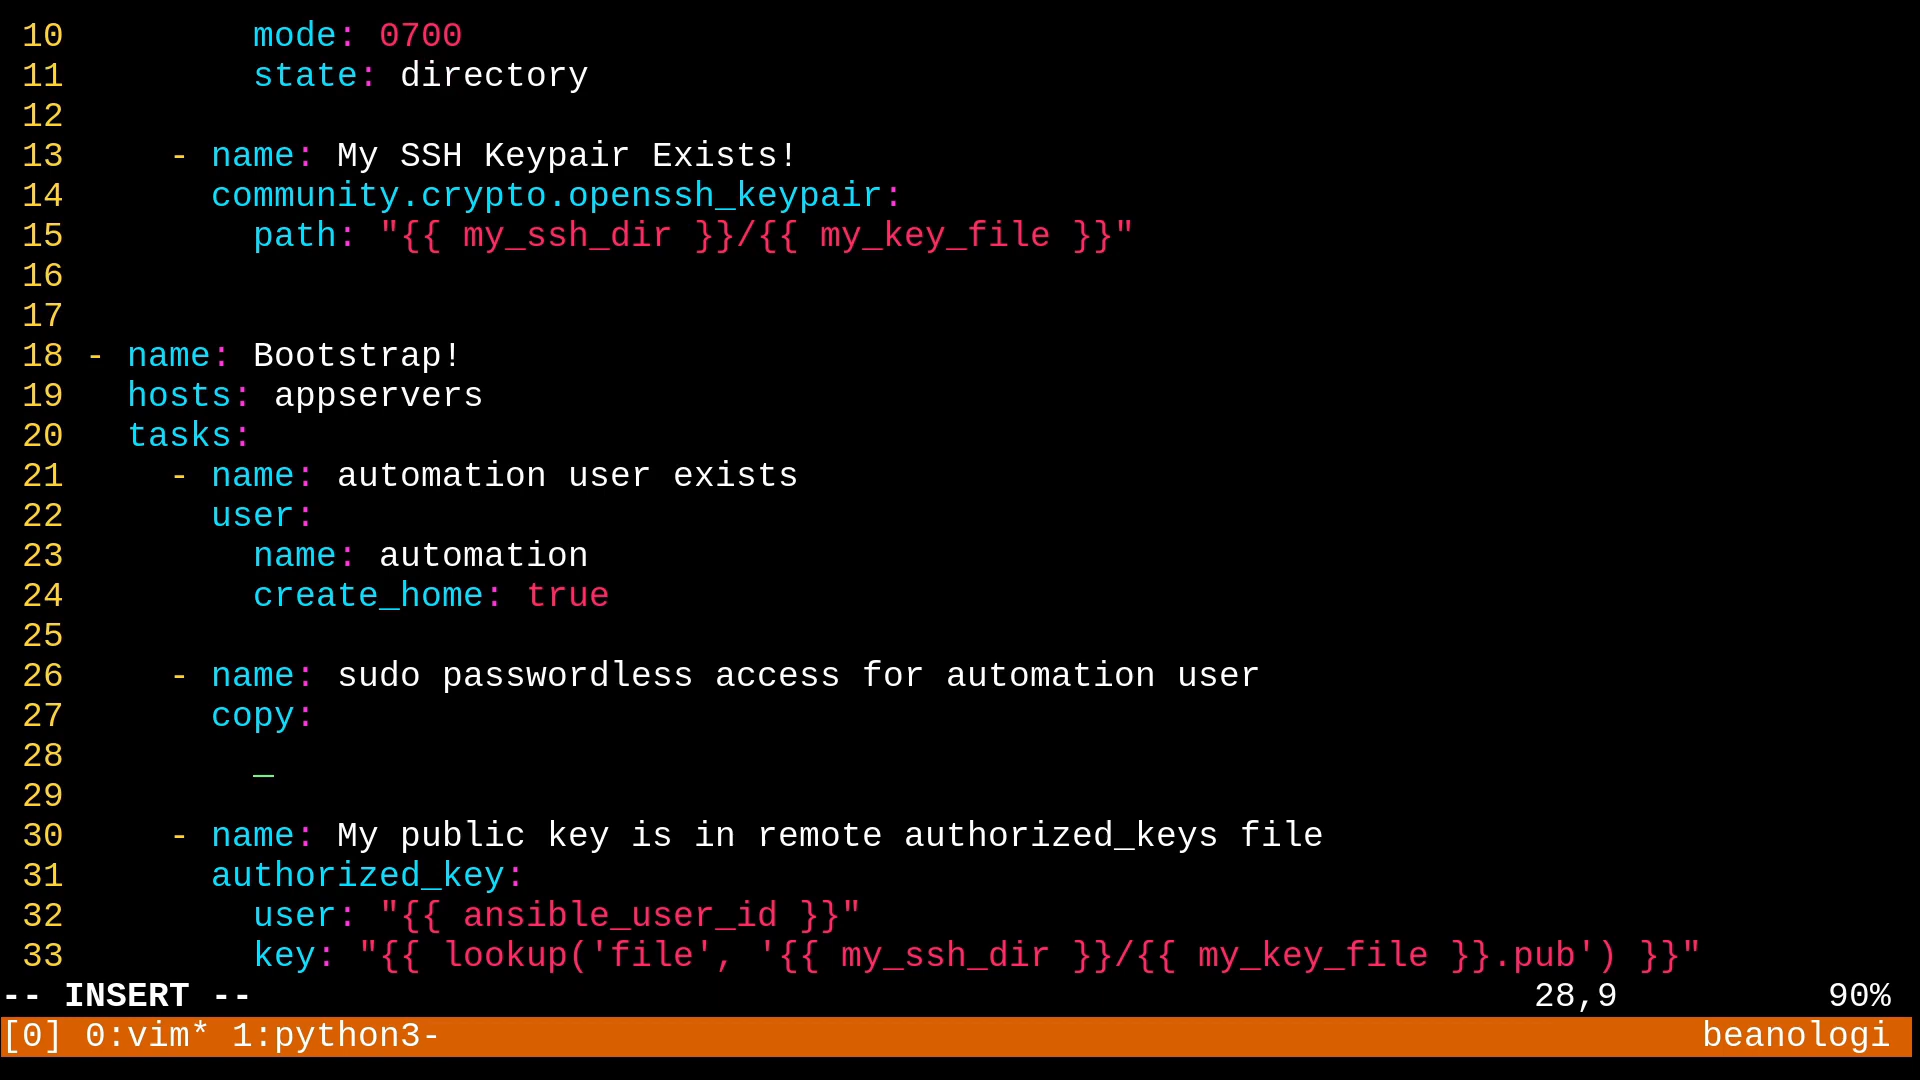 10         mode: 0700
11         state: directory
12
13     - name: My SSH Keypair Exists!
14       community.crypto.openssh_keypair:
15         path: "{{ my_ssh_dir }}/{{ my_key_file }}"
16
17
18 - name: Bootstrap!
19   hosts: appservers
20   tasks:
21     - name: automation user exists
22       user:
23         name: automation
24         create_home: true
25
26     - name: sudo passwordless access for automation user
27       copy:
28
29
30     - name: My public key is in remote authorized_keys file
31       authorized_key:
32         user: "{{ ansible_user_id }}"
33         key: "{{ lookup('file', '{{ my_ssh_dir }}/{{ my_key_file }}.pub') }}"
-- INSERT -- 28,9 90%
[0] 0:vim* 1:python3- beanologi